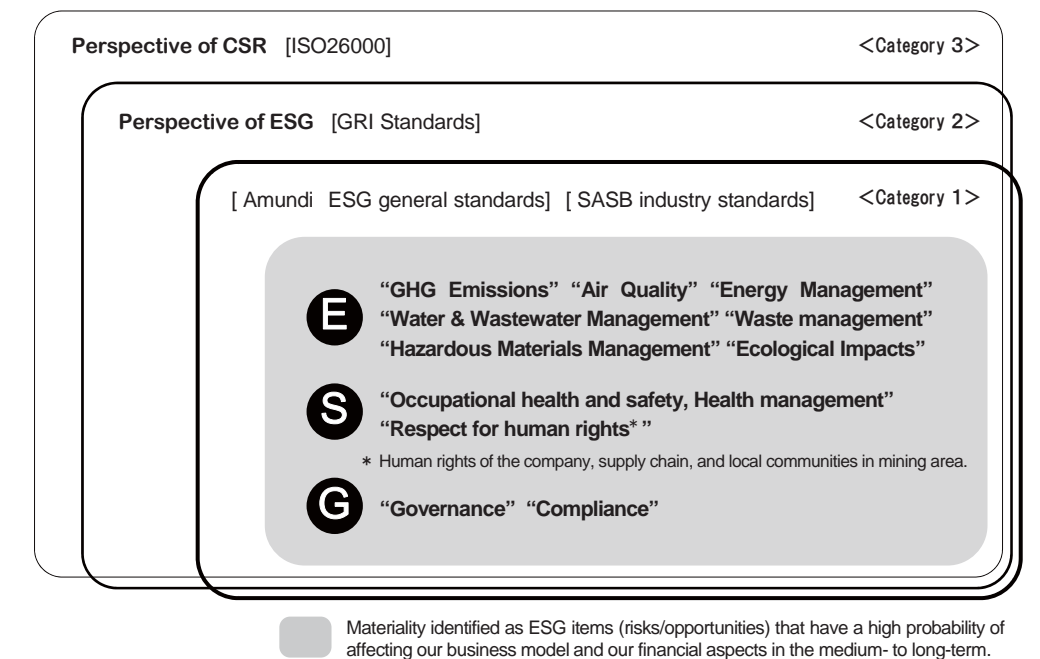 Perspective of CSR [ISO26000] <Category 3>
Perspective of ESG [GRI Standards] <Category 2>
[ Amundi ESG general standards] [ SASB industry standards] <Category 1>
E
“GHG Emissions” “Air Quality” “Energy Management”
“Water & Wastewater Management” “Waste management”
“Hazardous Materials Management” “Ecological Impacts”
S
“Occupational health and safety, Health management”
“Respect for human rights* ”
* Human rights of the company, supply chain, and local communities in mining area.
G
“Governance” “Compliance”
Materiality identified as ESG items (risks/opportunities) that have a high probability of
affecting our business model and our financial aspects in the medium- to long-term.